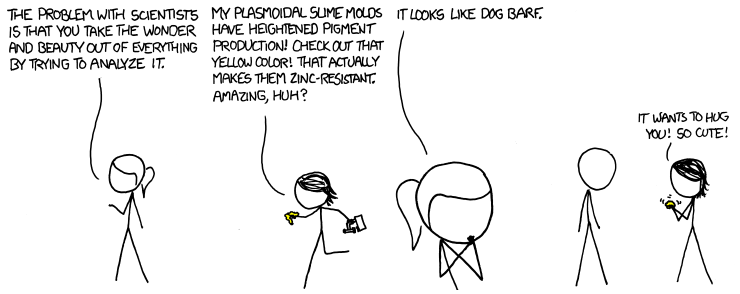 THE PROBLEM WITH SCIENTISTS
IS THAT YOU TAKE THE WONDER
AND BEAUTY OUT OF EVERYTHING
BY TRYING TO ANALYZE IT.
MY PLASMOIDAL SLIME MOLDS
HAVE HEIGHTENED PIGMENT
PRODUCTION! CHECK OUT THAT
YELLOW COLOR! THAT ACTUALLY
MAKES THEM ZINC-RESISTANT.
AMAZING, HUH?
IT LOOKS LIKE DOG BARF.
IT WANTS TO HUG
YOU! SO CUTE!